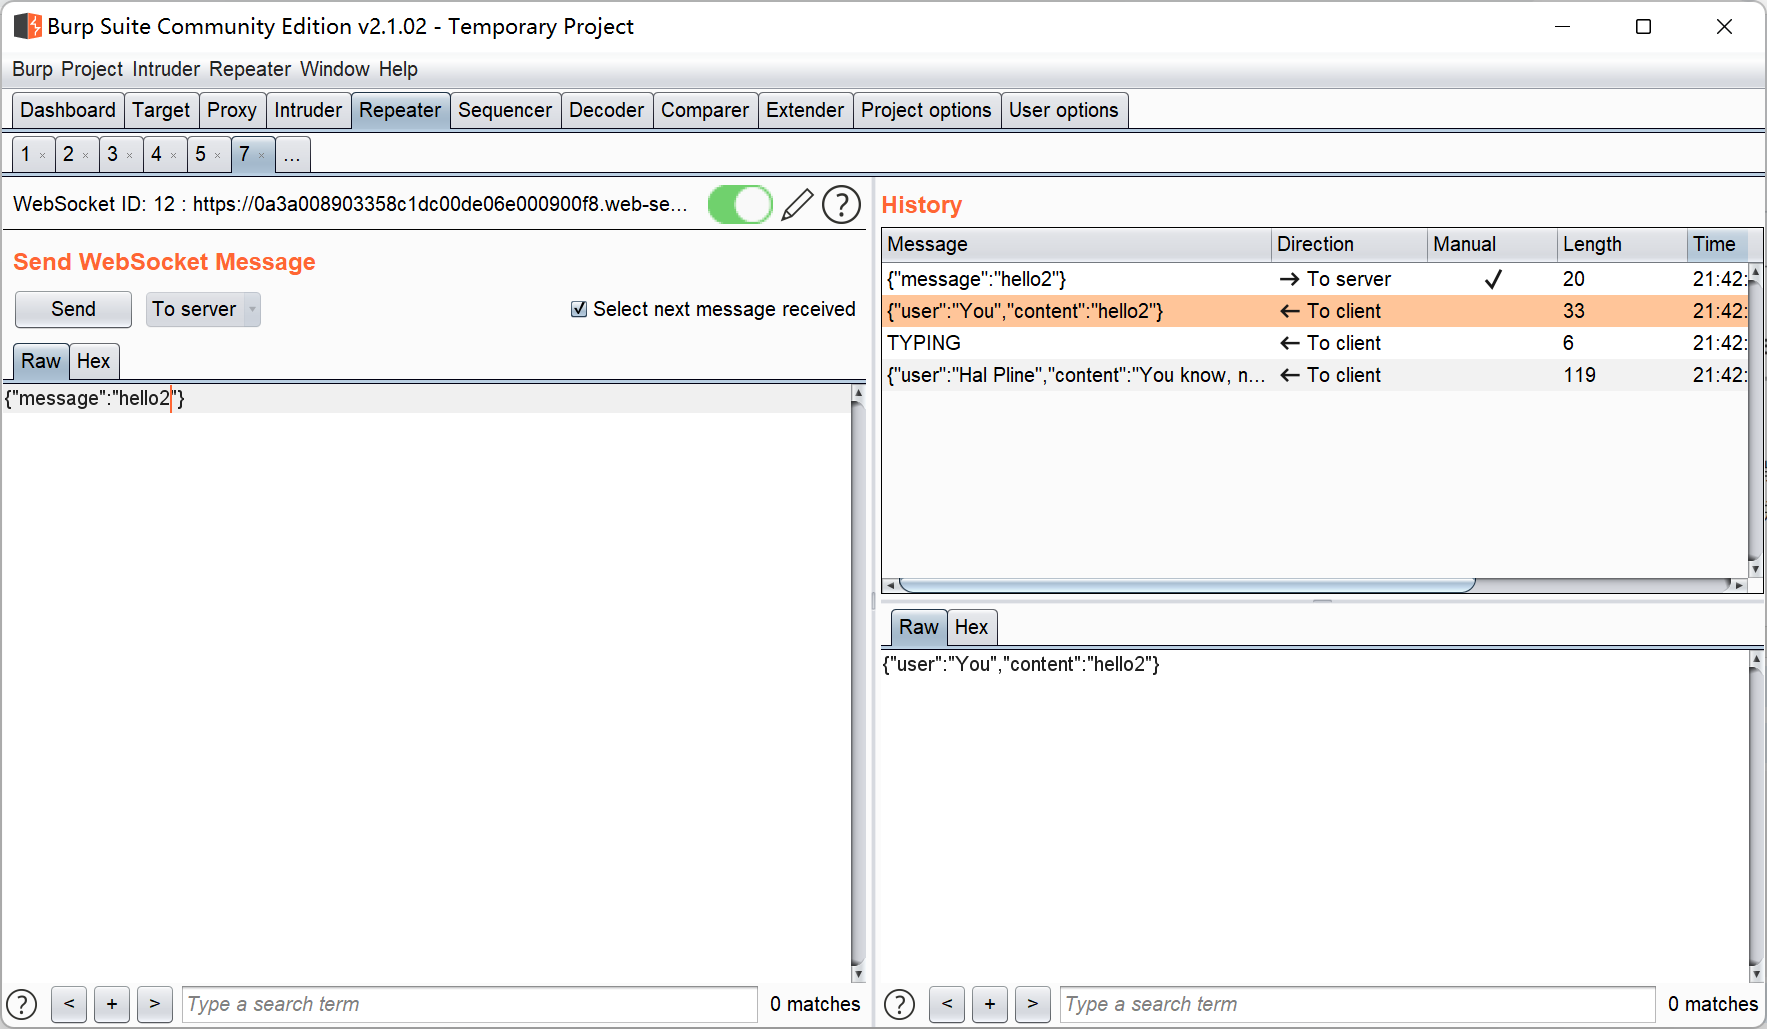 Burp Suite Community Edition v2.1.02 - Temporary Project
Burp Project Intruder Repeater Window Help
Dashboard Target Proxy Intruder Repeater Sequencer Decoder Comparer Extender Project options User options
1 × 2 × 3 × 4 × 5 × 7 × ...
WebSocket ID: 12 : https://0a3a008903358c1dc00de06e000900f8.web-se...
Send WebSocket Message
Send To server Select next message received
Raw Hex
{"message":"hello2"}
? < + > Type a search term 0 matches
History
Message Direction Manual Length Time
{"message":"hello2"} → To server ✓ 20 21:42:
{"user":"You","content":"hello2"} ← To client 33 21:42:
TYPING ← To client 6 21:42:
{"user":"Hal Pline","content":"You know, n... ← To client 119 21:42:
Raw Hex
{"user":"You","content":"hello2"}
? < + > Type a search term 0 matches